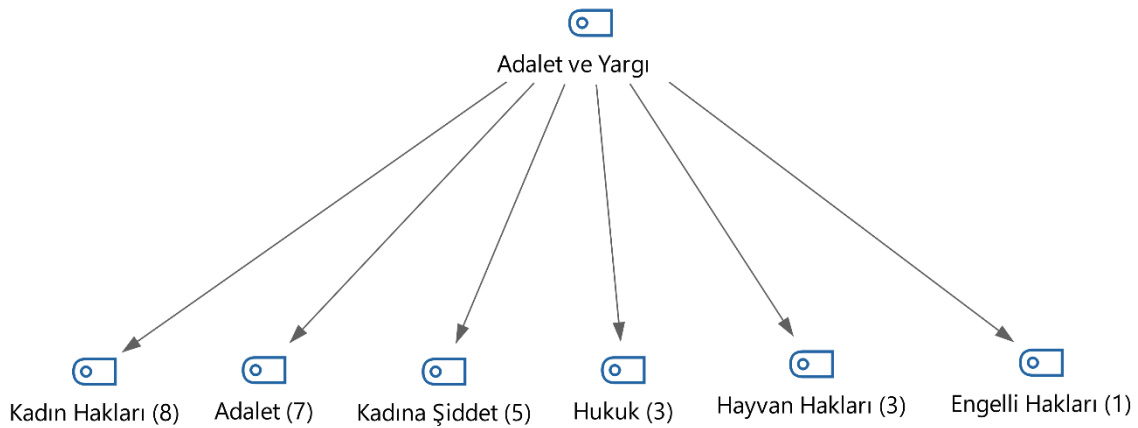 Adalet ve Yargı
Kadın Hakları (8)
Adalet (7)
Kadına Şiddet (5)
Hukuk (3)
Hayvan Hakları (3)
Engelli Hakları (1)